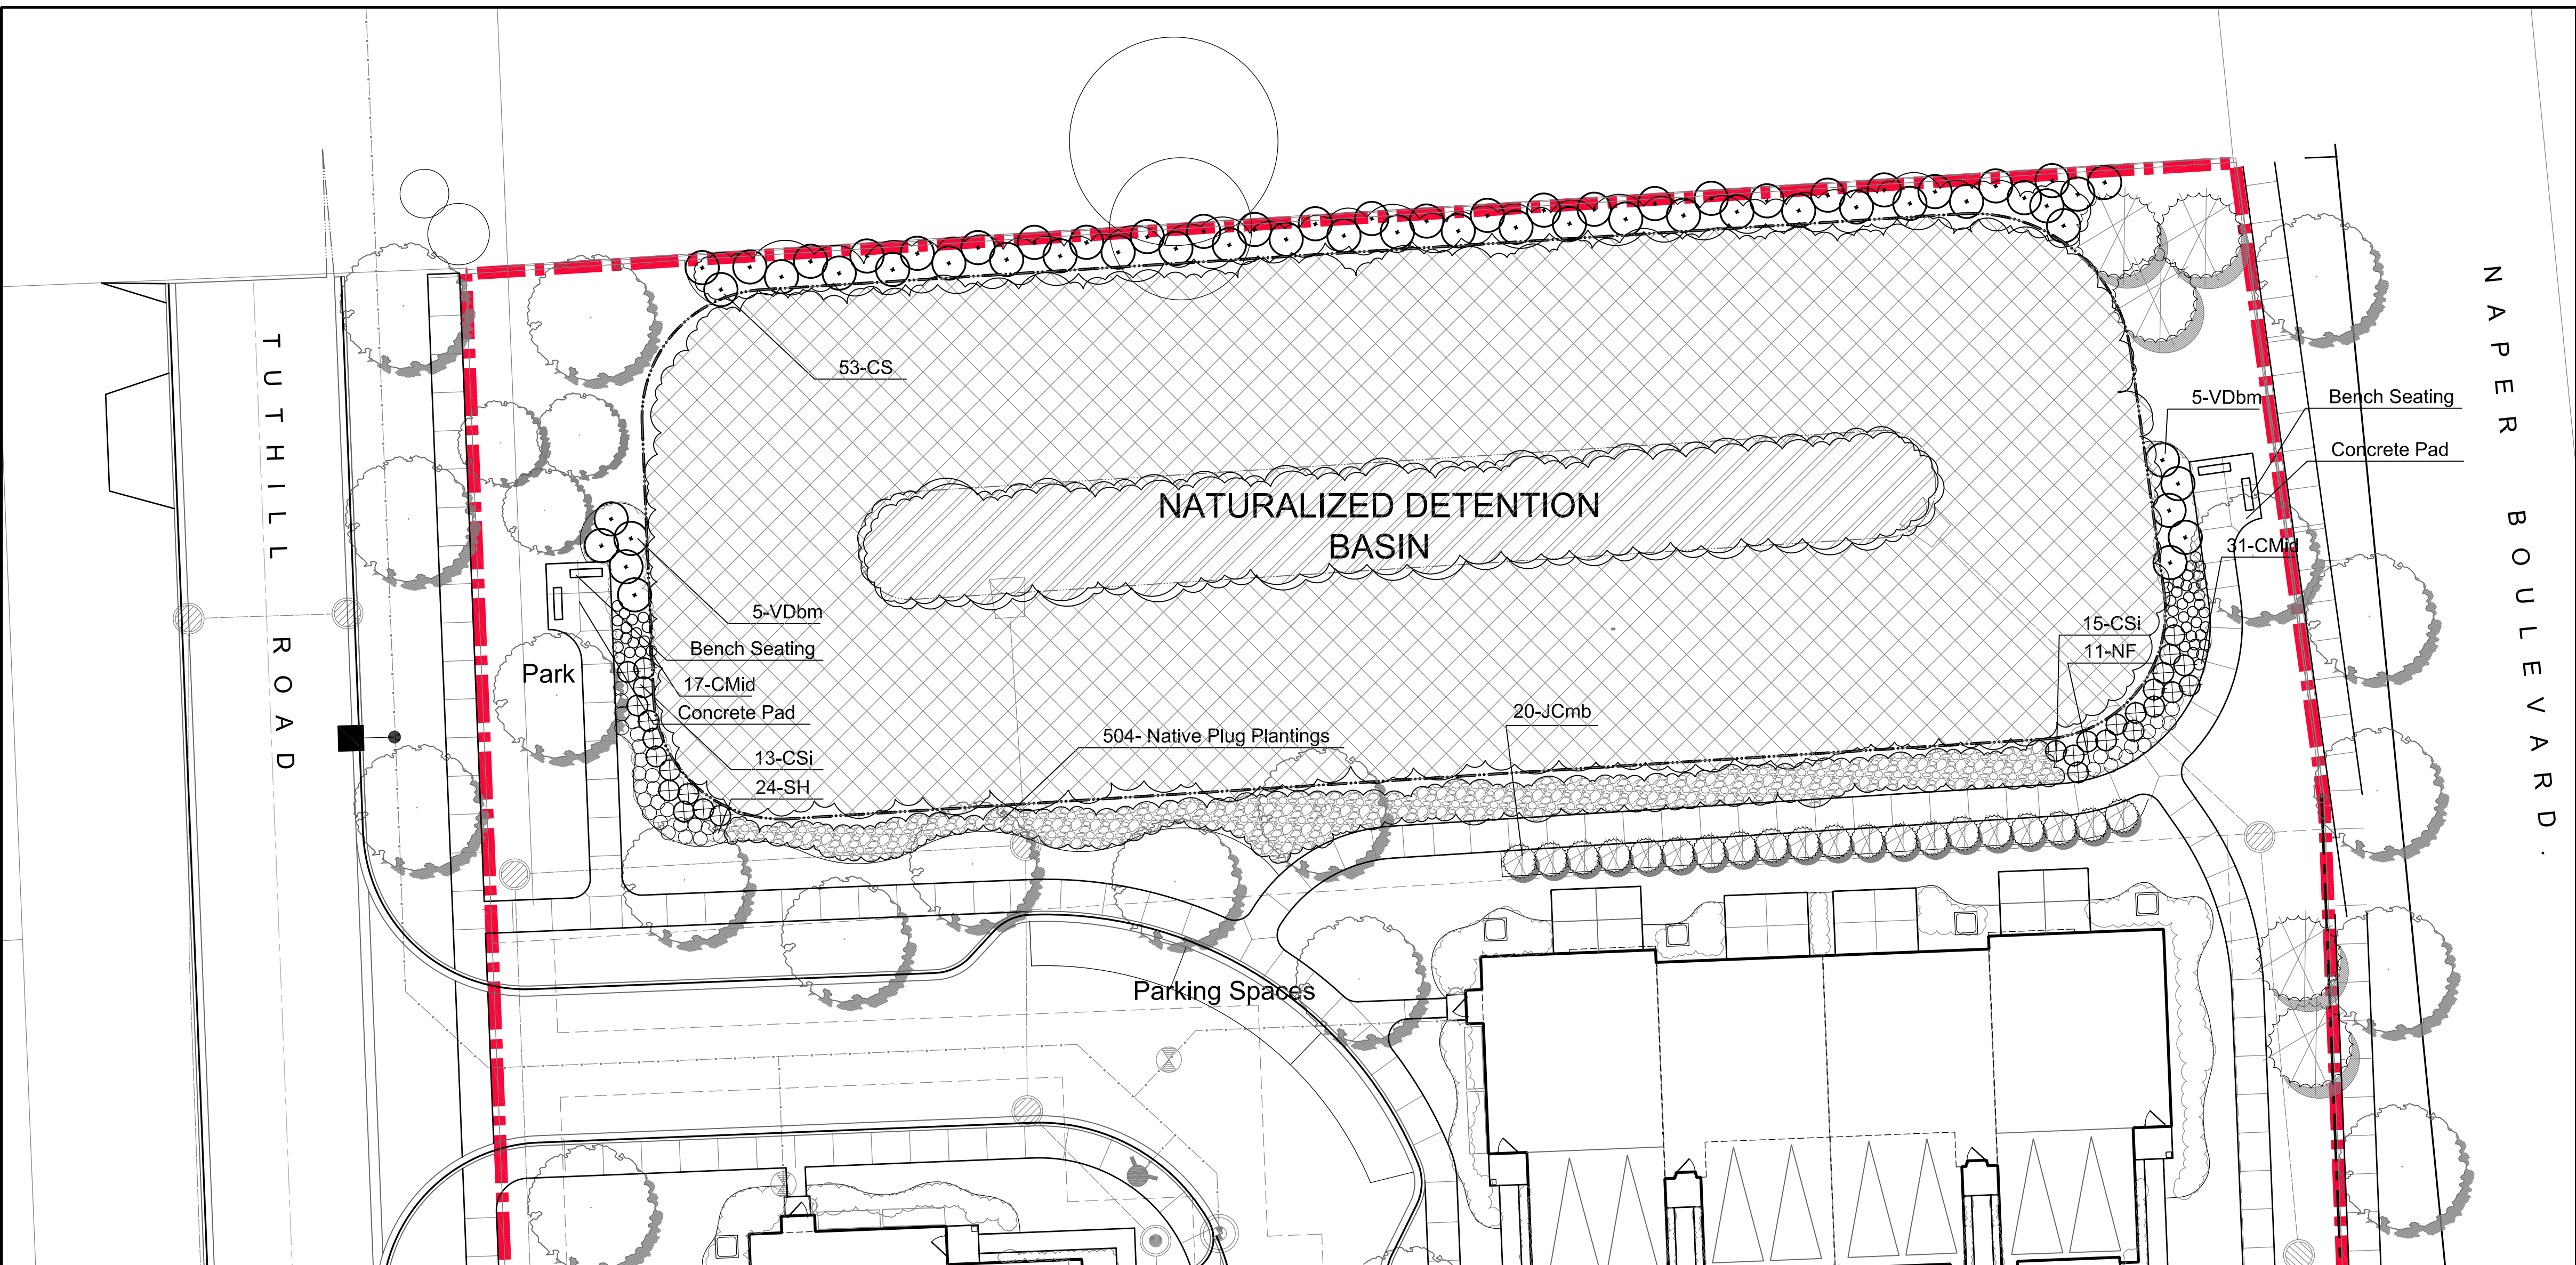 TUTHILL ROAD
NAPER BOULEVARD.
53-CS
5-VDbm
Bench Seating
Concrete Pad
NATURALIZED DETENTION
BASIN
31-CMid
5-VDbm
Bench Seating
17-CMid
Concrete Pad
13-CSi
24-SH
Park
15-CSi
11-NF
20-JCmb
504- Native Plug Plantings
Parking Spaces